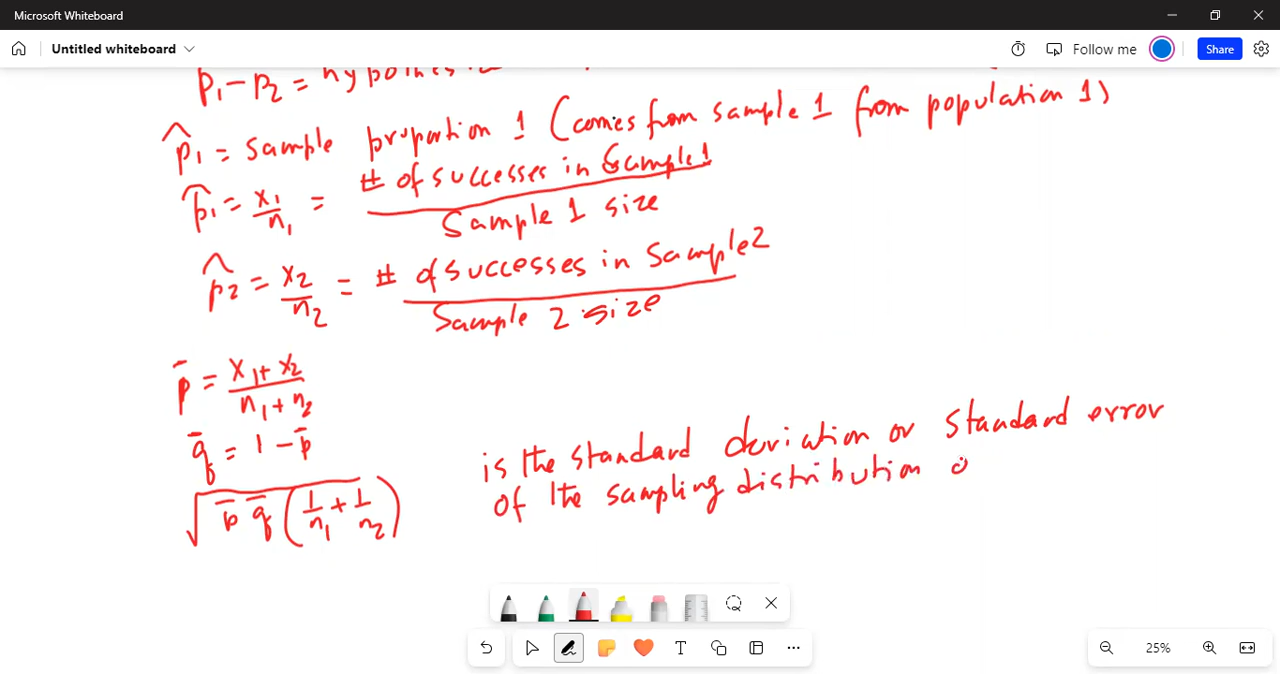 Microsoft Whiteboard
Untitled whiteboard
Follow me
Share
p₁ - p₂ =
p̂₁ = sample proportion 1 (comes from sample 1 from population 1)
p̂₁ = x₁/n₁ = # of successes in Sample 1 / Sample 1 size
p̂₂ = x₂/n₂ = # of successes in Sample 2 / Sample 2 size
p̄ = x₁ + x₂ / n₁ + n₂
q̄ = 1 - p̄
√p̄ q̄ (1/n₁ + 1/n₂)
is the standard deviation or standard error
of the sampling distribution o
25%